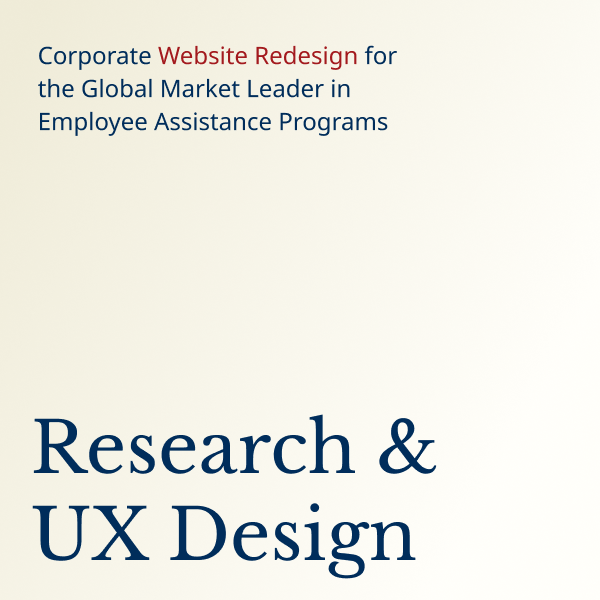 Corporate Website Redesign for
the Global Market Leader in
Employee Assistance Programs
Research &
UX Design